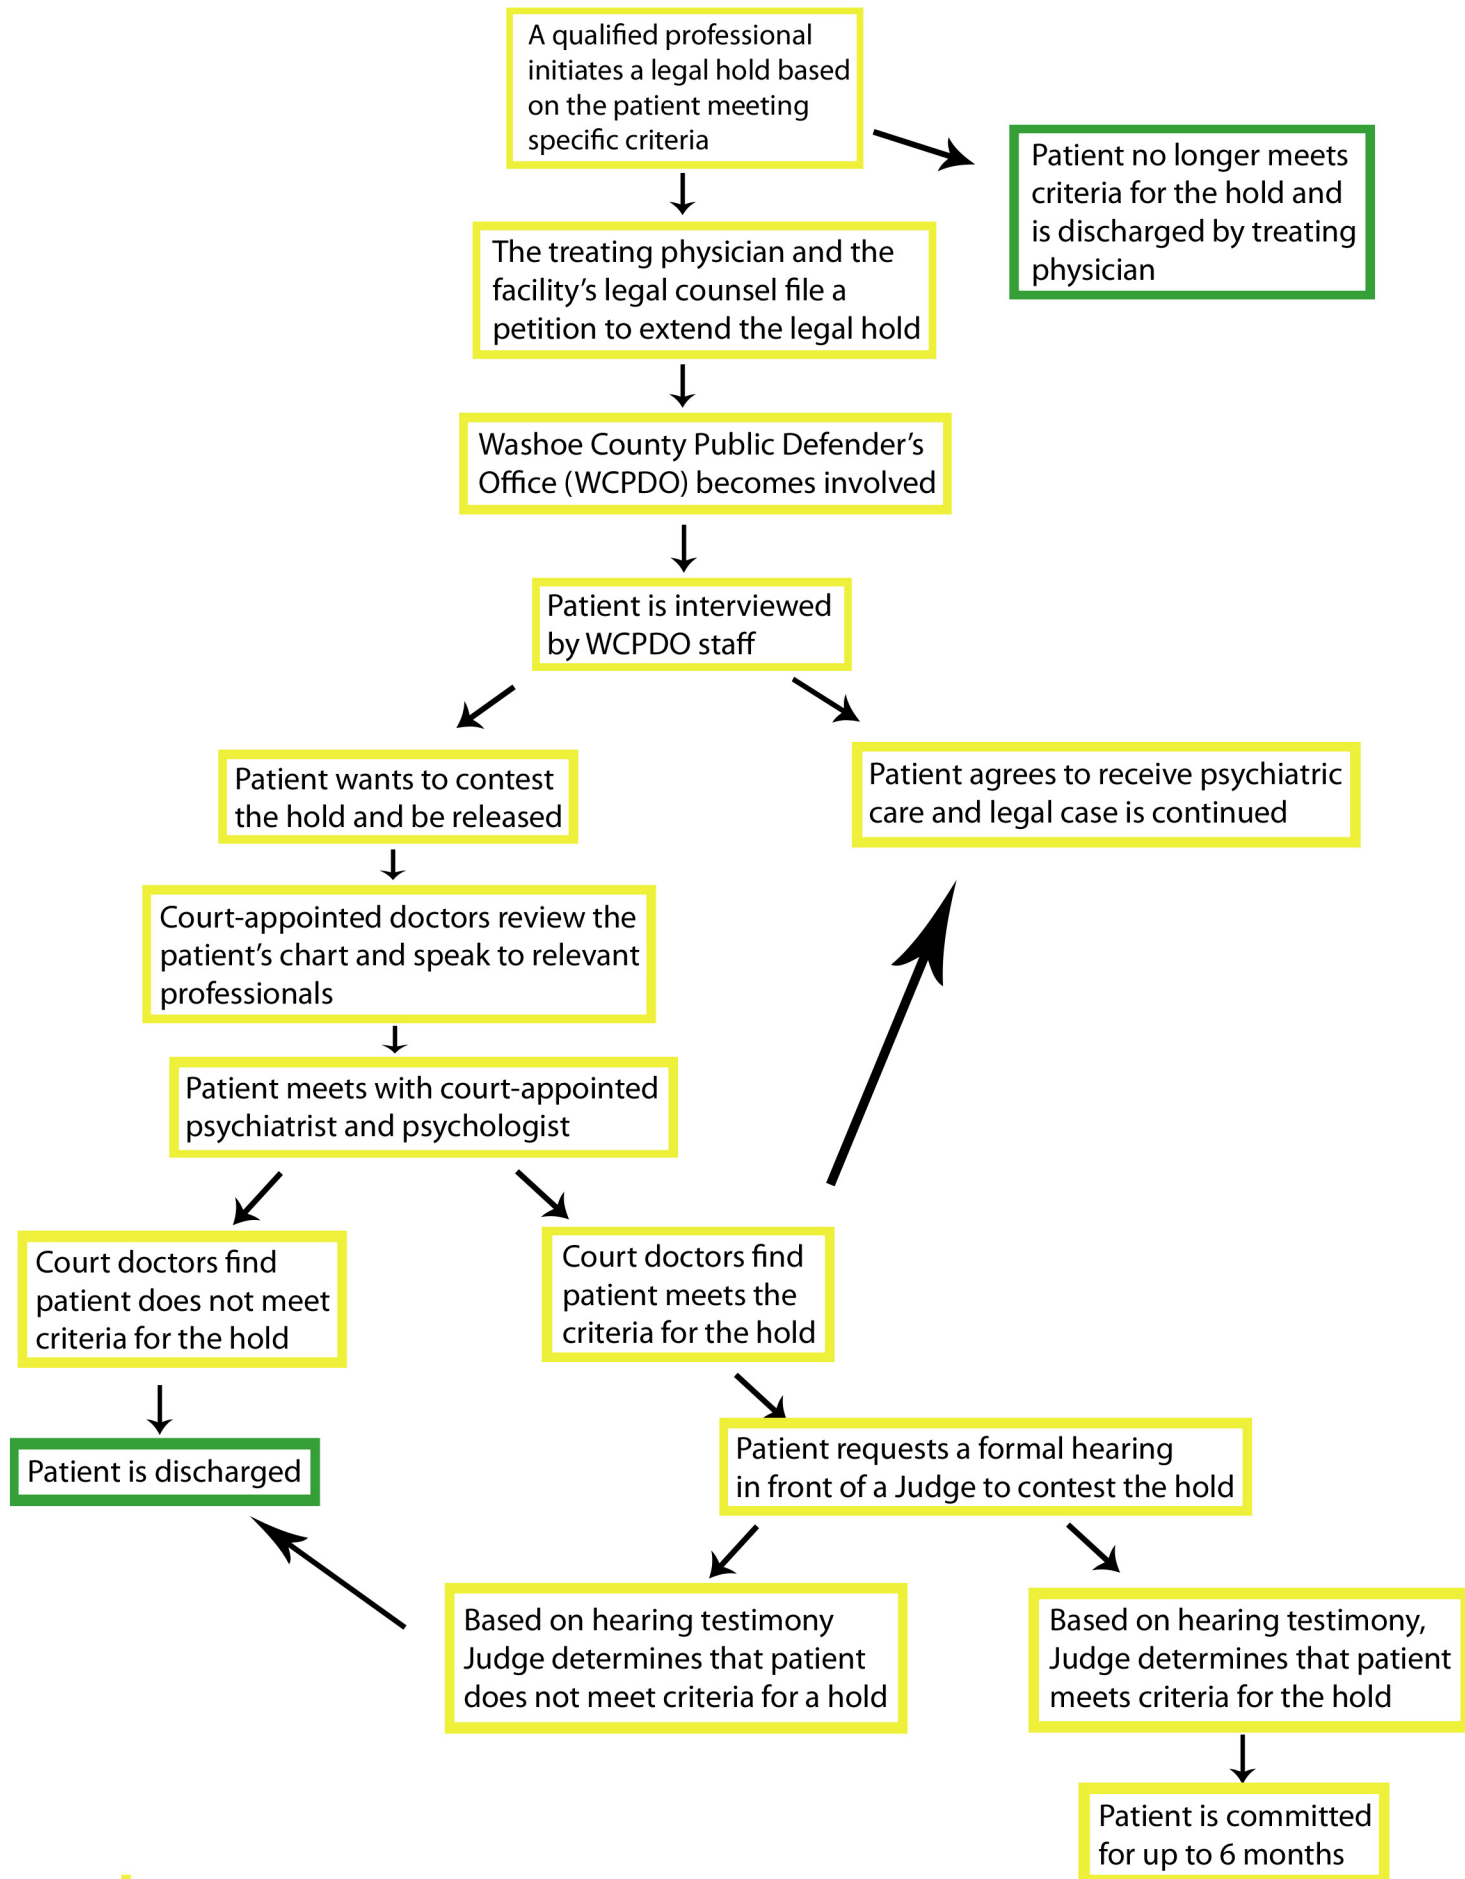 A qualified professional
initiates a legal hold based
on the patient meeting
specific criteria
Patient no longer meets
criteria for the hold and
is discharged by treating
physician
The treating physician and the
facility’s legal counsel file a
petition to extend the legal hold
Washoe County Public Defender’s
Office (WCPDO) becomes involved
Patient is interviewed
by WCPDO staff
Patient wants to contest
the hold and be released
Patient agrees to receive psychiatric
care and legal case is continued
Court-appointed doctors review the
patient’s chart and speak to relevant
professionals
Patient meets with court-appointed
psychiatrist and psychologist
Court doctors find
patient does not meet
criteria for the hold
Court doctors find
patient meets the
criteria for the hold
Patient is discharged
Patient requests a formal hearing
in front of a Judge to contest the hold
Based on hearing testimony
Judge determines that patient
does not meet criteria for a hold
Based on hearing testimony,
Judge determines that patient
meets criteria for the hold
Patient is committed
for up to 6 months